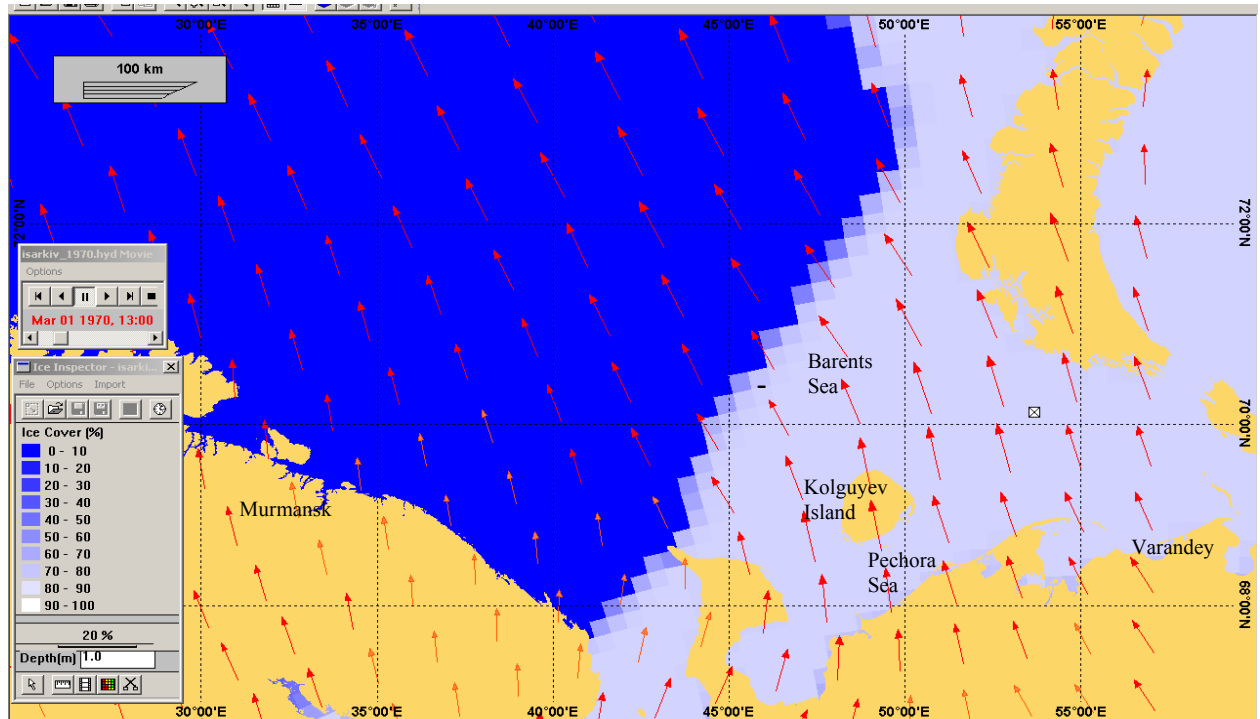 30°00'E 35°00'E 40°00'E 45°00'E 50°00'E 55°00'E
100 km
72°00'N
72°00'N
isarkiv_1970.hyd Movie
Options
Mar 01 1970, 13:00
Ice Inspector - isarki...
File Options Import
Ice Cover (%)
0 - 10
10 - 20
20 - 30
30 - 40
40 - 50
50 - 60
60 - 70
70 - 80
80 - 90
90 - 100
20 %
Depth(m) 1.0
Barents
Sea
70°00'N
Kolguyev
Island
Murmansk
Pechora
Sea
Varandey
68°00'N
30°00'E 35°00'E 40°00'E 45°00'E 50°00'E 55°00'E